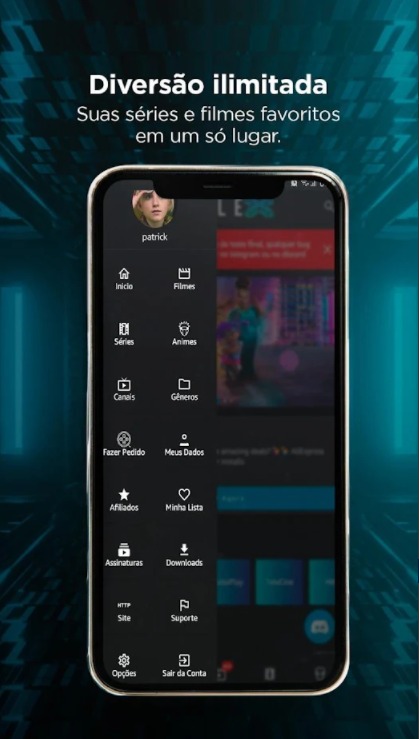 Diversão ilimitada
Suas séries e filmes favoritos
em um só lugar.
patrick
Inicio
Filmes
Séries
Animes
Canais
Gêneros
Fazer Pedido
Meus Dados
Afiliados
Minha Lista
Assinaturas
Downloads
HTTP
Site
Suporte
Opções
Sair da Conta